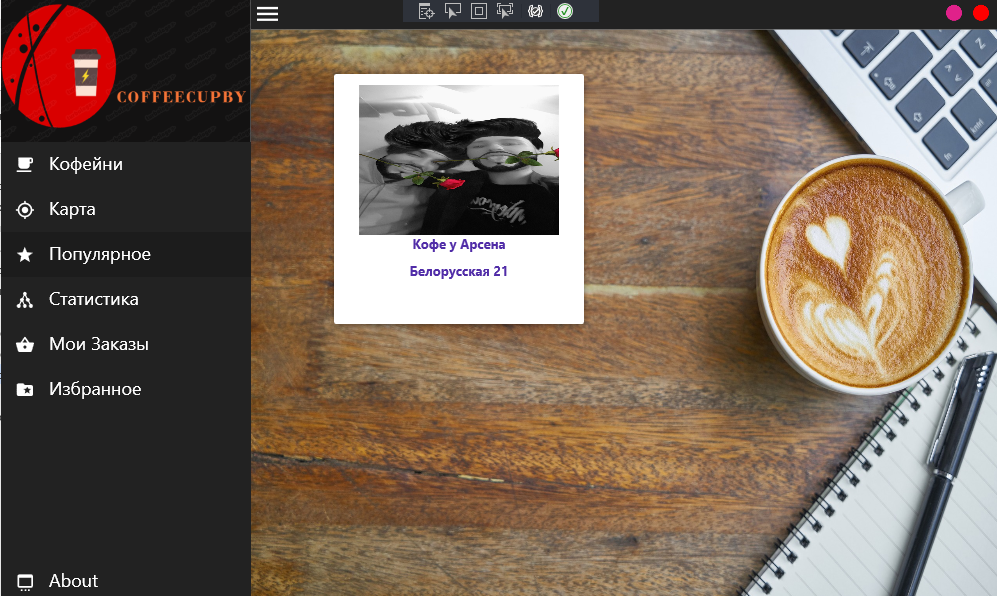 COFFEECUPBY
Кофейни
Карта
Популярное
Статистика
Мои Заказы
Избранное
About
Кофе у Арсена
Белорусская 21